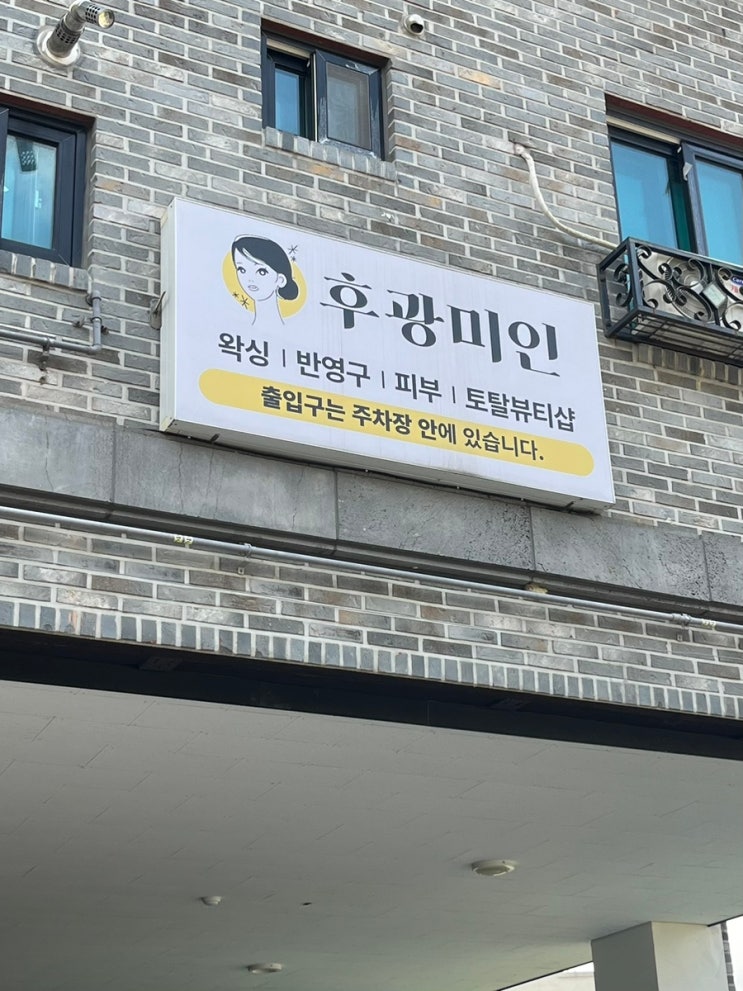 후광미인
왁싱 | 반영구 | 피부 | 토탈뷰티샵
출입구는 주차장 안에 있습니다.